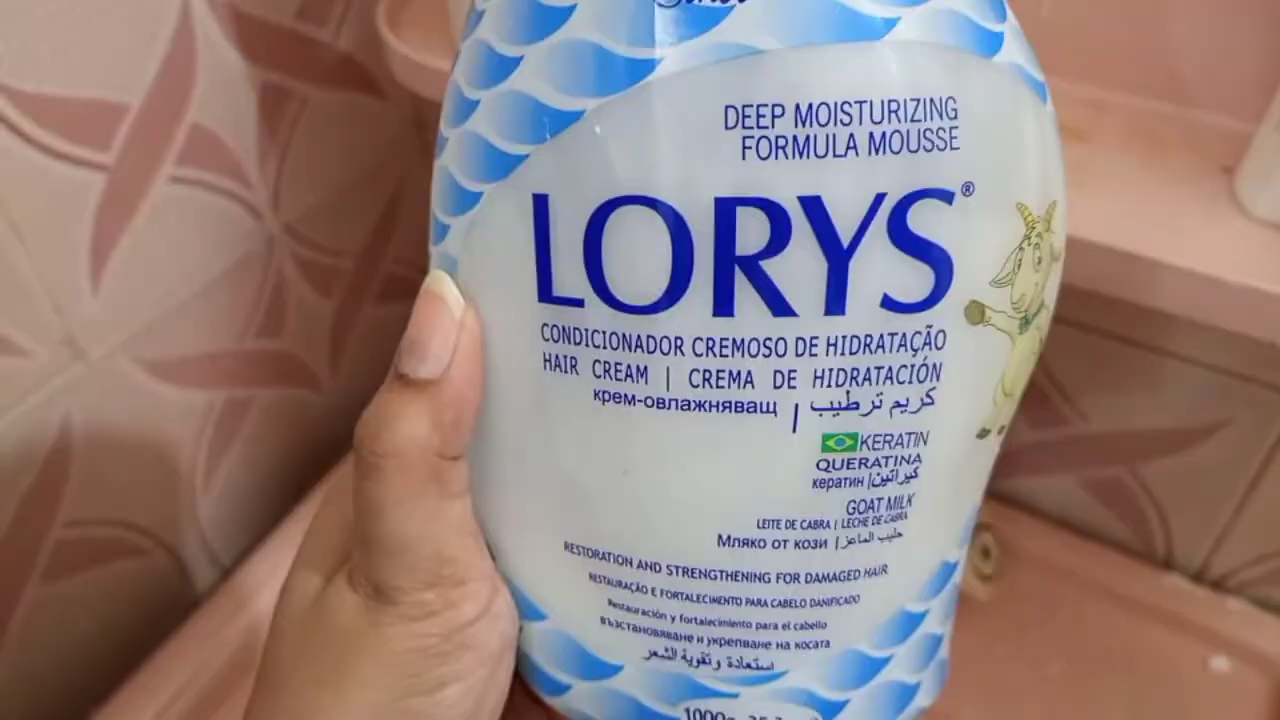 DEEP MOISTURIZING
FORMULA MOUSSE
LORYS®
CONDICIONADOR CREMOSO DE HIDRATAÇÃO
HAIR CREAM | CREMA DE HIDRATACIÓN
крем-овлажняващ | كريم ترطيب
KERATIN
QUERATINA
кератин | كيراتين
GOAT MILK
LEITE DE CABRA | LECHE DE CABRA
Мляко от кози | حليب الماعز
RESTORATION AND STRENGTHENING FOR DAMAGED HAIR
RESTAURAÇÃO E FORTALECIMENTO PARA CABELO DANIFICADO
Restauración y fortalecimiento para el cabello
възстановяване и укрепване на косата
استعادة وتقوية الشعر
1000g